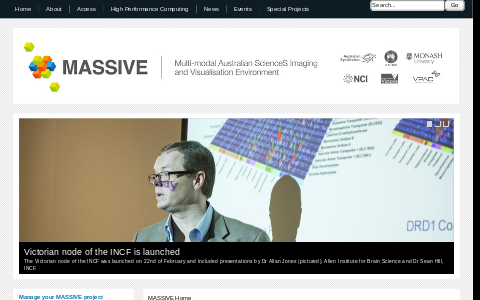 Home About Access High Performance Computing News Events Special Projects Search... Go
MASSIVE
Multi-modal Australian ScienceS Imaging
and Visualisation Environment
Australian
Synchrotron
MONASH
University
NCI
VPAC
DRD1 Co
Victorian node of the INCF is launched
The Victorian node of the INCF was launched on 22nd of February and included presentations by Dr Allan Jones (pictured), Allen Institute for Brain Science and Dr Sean Hill,
INCF.
Manage your MASSIVE project
MASSIVE Home